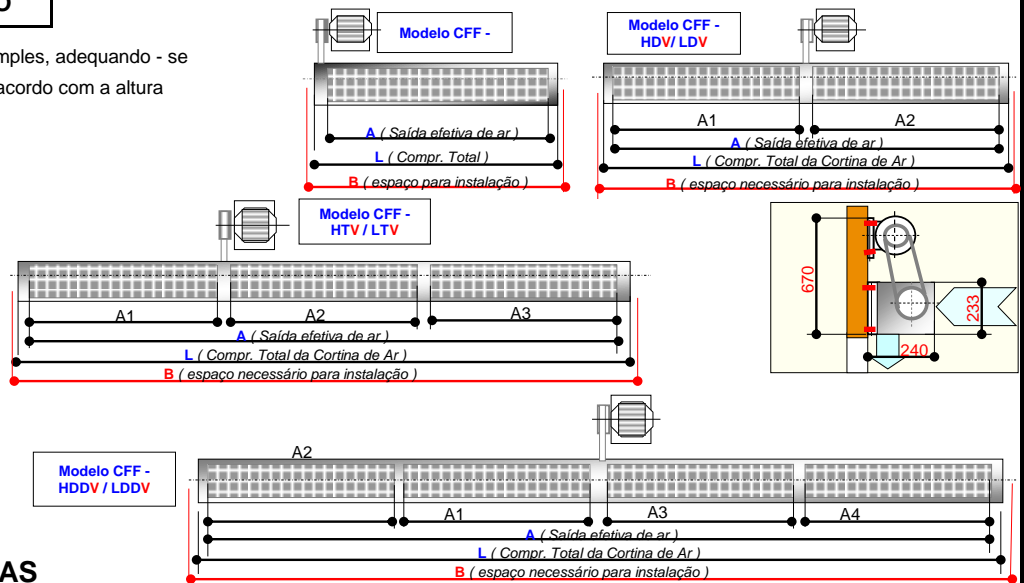 mples, adequando - se
acordo com a altura
Modelo CFF -
A ( Saída efetiva de ar )
L ( Compr. Total )
B ( espaço para instalação )
Modelo CFF -
HDV/ LDV
A1 A2
A ( Saída efetiva de ar )
L ( Compr. Total da Cortina de Ar )
B ( espaço necessário para instalação )
Modelo CFF -
HTV / LTV
A1 A2 A3
A ( Saída efetiva de ar )
L ( Compr. Total da Cortina de Ar )
B ( espaço necessário para instalação )
670
233
240
Modelo CFF -
HDDV / LDDV
A2
A1 A3 A4
A ( Saída efetiva de ar )
L ( Compr. Total da Cortina de Ar )
B ( espaço necessário para instalação )
AS